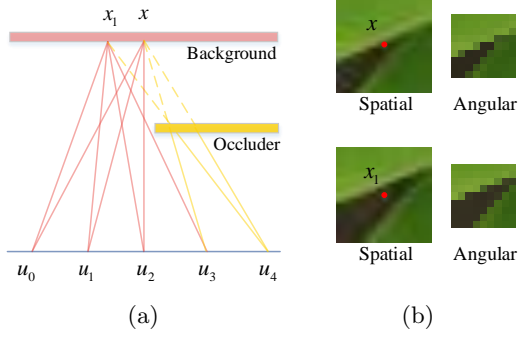 x₁ x
Background
Occluder
u₀ u₁ u₂ u₃ u₄
(a)
x
Spatial Angular
x₁
Spatial Angular
(b)